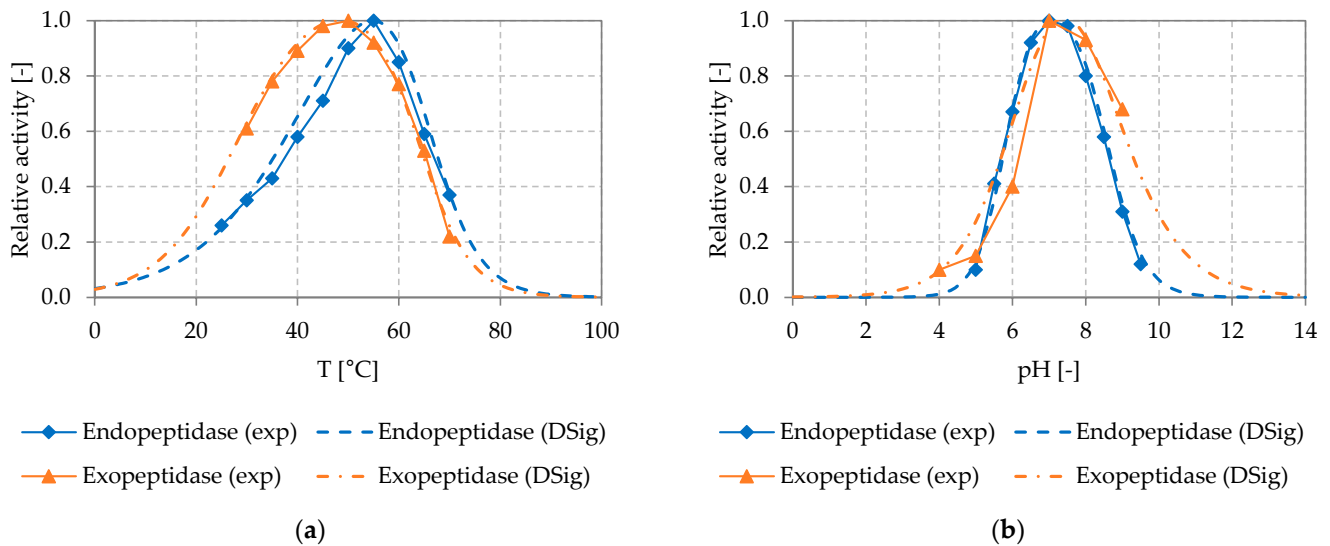 Relative activity [-]
1.0
0.8
0.6
0.4
0.2
0.0
0 20 40 60 80 100
T [°C]
Endopeptidase (exp) Endopeptidase (DSig)
Exopeptidase (exp) Exopeptidase (DSig)
(a)
Relative activity [-]
1.0
0.8
0.6
0.4
0.2
0.0
0 2 4 6 8 10 12 14
pH [-]
Endopeptidase (exp) Endopeptidase (DSig)
Exopeptidase (exp) Exopeptidase (DSig)
(b)